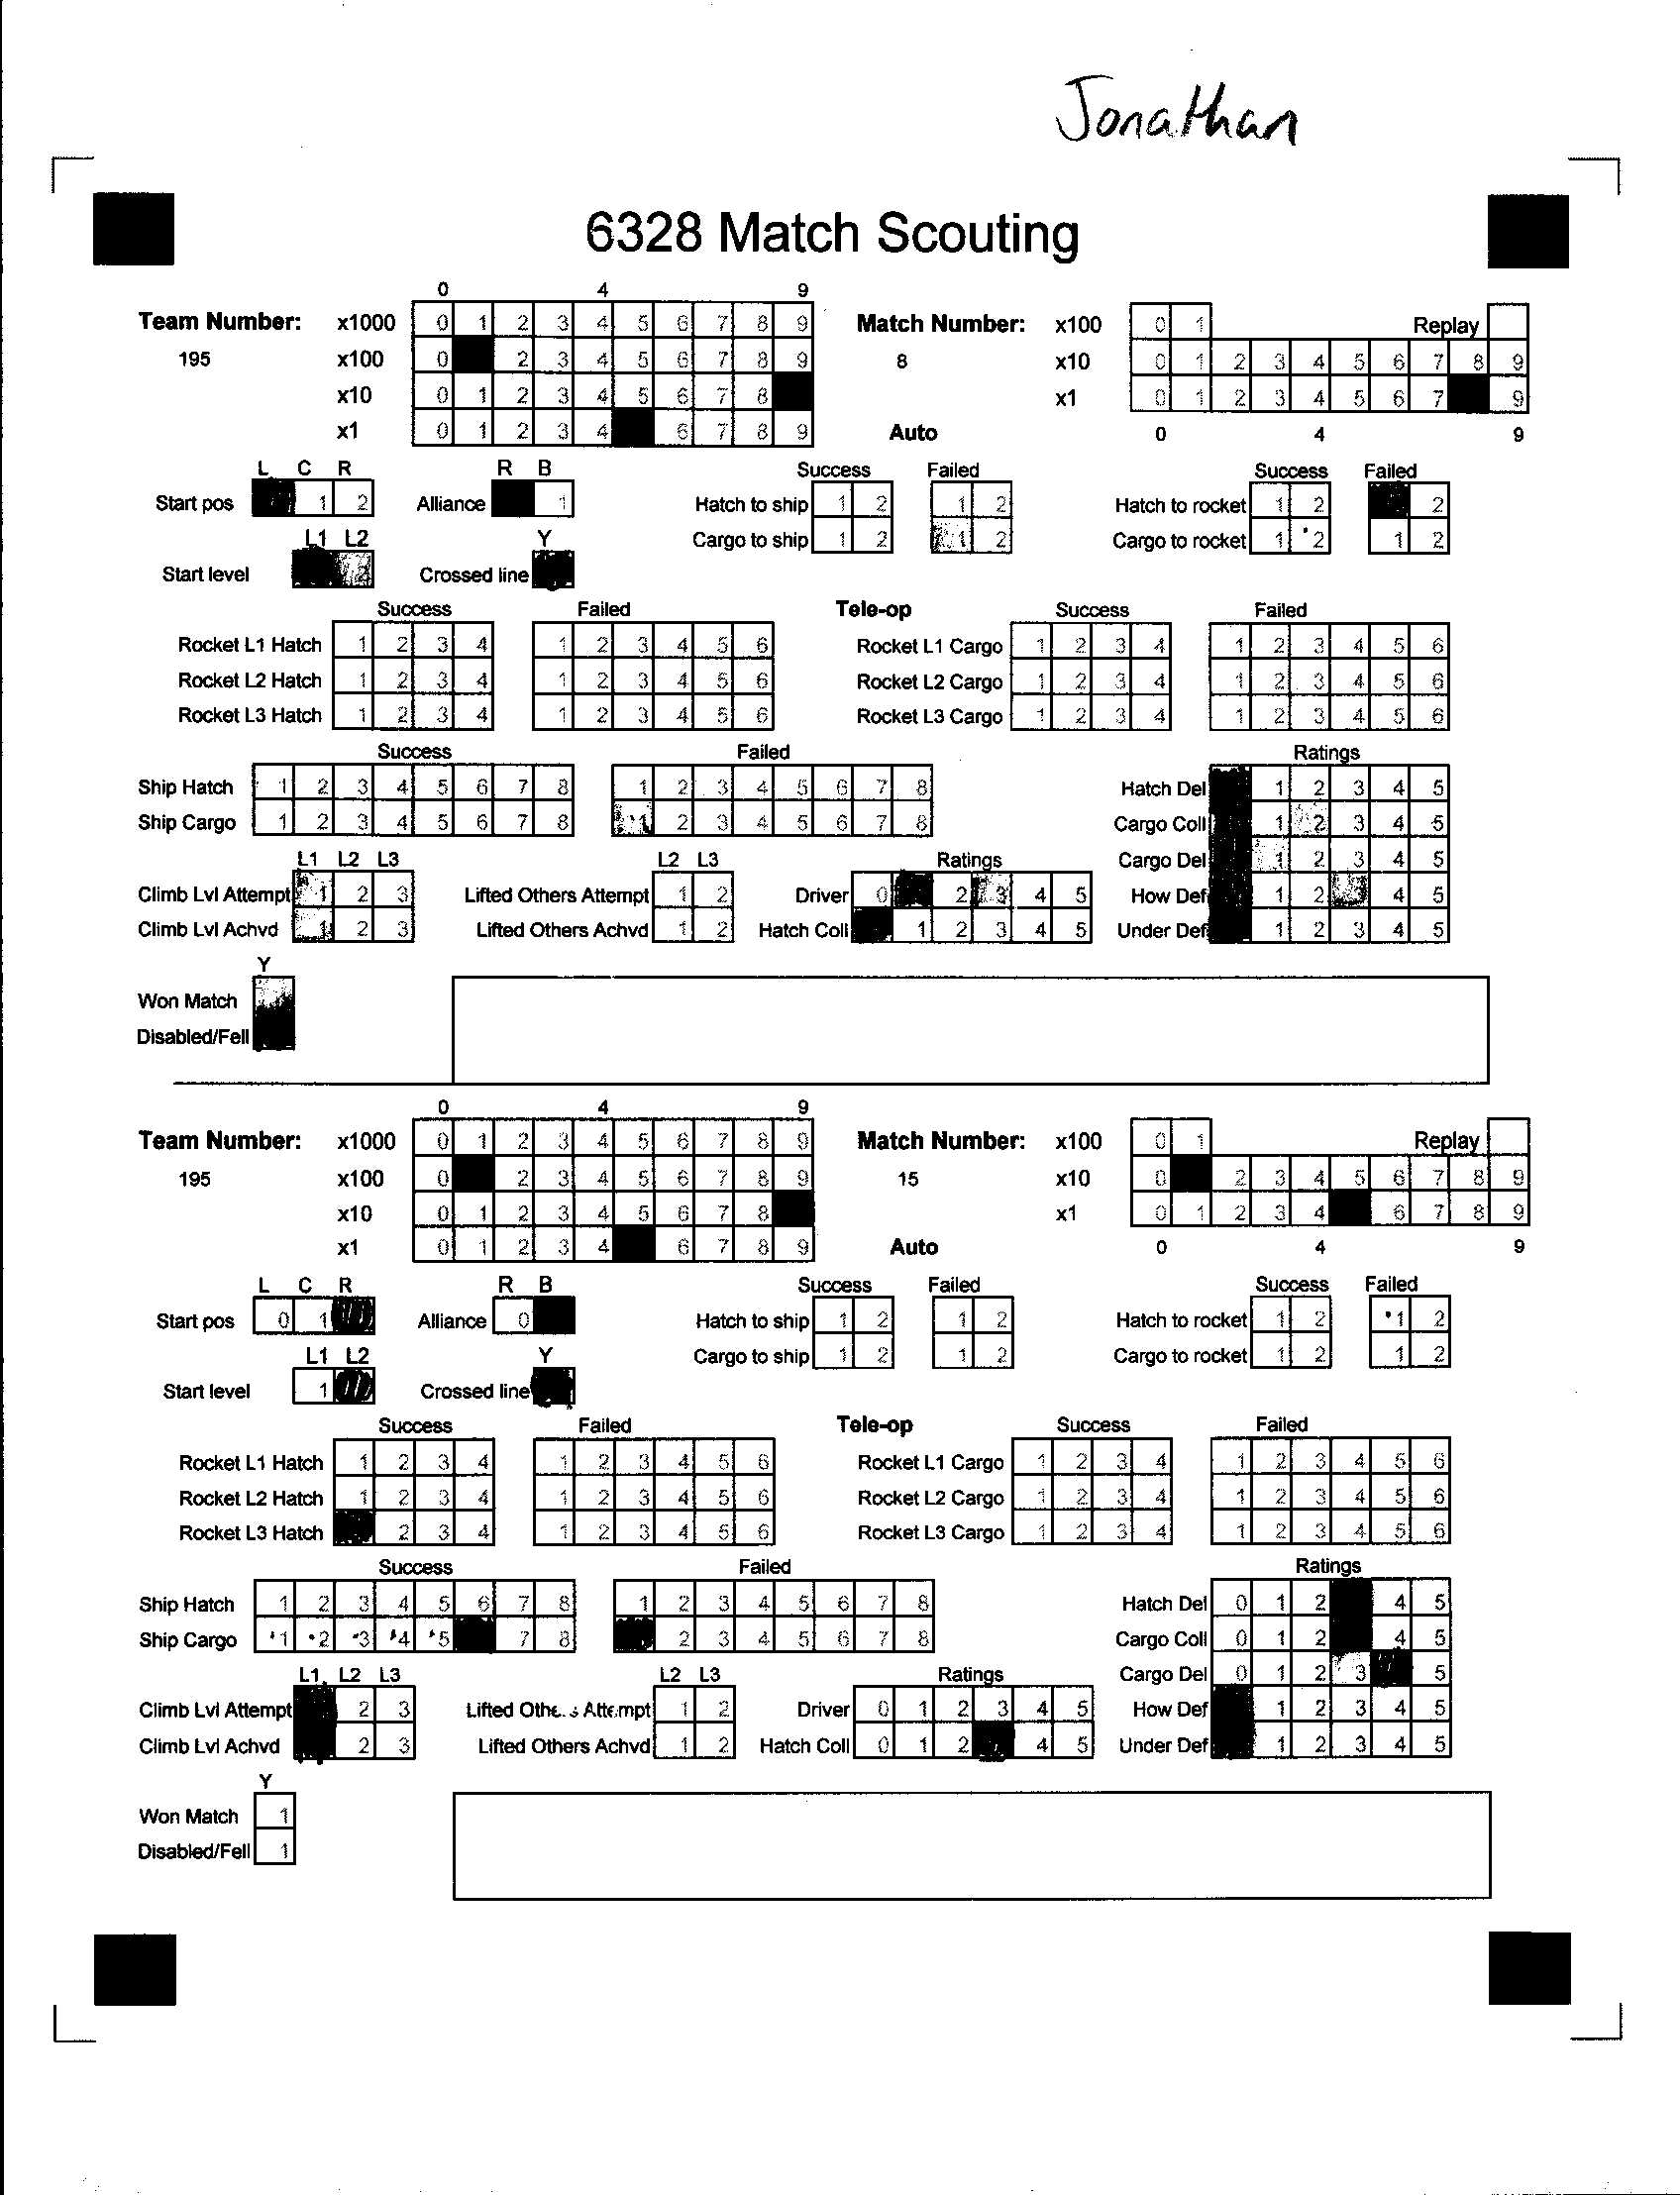 Jonathan
6328 Match Scouting
0 4 9
Team Number: x1000 0 1 2 3 4 5 6 7 8 9 Match Number: x100 0 1 Replay
195 x100 0 2 3 4 5 6 7 8 9 8 x10 0 1 2 3 4 5 6 7 8 9
x10 0 1 2 3 4 5 6 7 8 x1 0 1 2 3 4 5 6 7 9
x1 0 1 2 3 4 6 7 8 9 Auto 0 4 9
L C R R B Success Failed Success Failed
Start pos 1 2 Alliance 1 Hatch to ship 1 2 1 2 Hatch to rocket 1 2 2
L1 L2 Y Cargo to ship 1 2 1 2 Cargo to rocket 1 2 1 2
Start level 2 Crossed line
Success Failed Tele-op Success Failed
Rocket L1 Hatch 1 2 3 4 1 2 3 4 5 6 Rocket L1 Cargo 1 2 3 4 1 2 3 4 5 6
Rocket L2 Hatch 1 2 3 4 1 2 3 4 5 6 Rocket L2 Cargo 1 2 3 4 1 2 3 4 5 6
Rocket L3 Hatch 1 2 3 4 1 2 3 4 5 6 Rocket L3 Cargo 1 2 3 4 1 2 3 4 5 6
Success Failed Ratings
Ship Hatch 1 2 3 4 5 6 7 8 1 2 3 4 5 6 7 8 Hatch Del 1 2 3 4 5
Ship Cargo 1 2 3 4 5 6 7 8 1 2 3 4 5 6 7 8 Cargo Coll 1 2 3 4 5
L1 L2 L3 L2 L3 Ratings Cargo Del 1 2 3 4 5
Climb Lvl Attempt 1 2 3 Lifted Others Attempt 1 2 Driver 0 2 3 4 5 How Def 1 2 3 4 5
Climb Lvl Achvd 1 2 3 Lifted Others Achvd 1 2 Hatch Coll 1 2 3 4 5 Under Def 1 2 3 4 5
Y
Won Match
Disabled/Fell
0 4 9
Team Number: x1000 0 1 2 3 4 5 6 7 8 9 Match Number: x100 0 1 Replay
195 x100 0 2 3 4 5 6 7 8 9 15 x10 0 2 3 4 5 6 7 8 9
x10 0 1 2 3 4 5 6 7 8 x1 0 1 2 3 4 6 7 8 9
x1 0 1 2 3 4 6 7 8 9 Auto 0 4 9
L C R R B Success Failed Success Failed
Start pos 0 1 Alliance 0 Hatch to ship 1 2 1 2 Hatch to rocket 1 2 1 2
L1 L2 Y Cargo to ship 1 2 1 2 Cargo to rocket 1 2 1 2
Start level 1 Crossed line
Success Failed Tele-op Success Failed
Rocket L1 Hatch 1 2 3 4 1 2 3 4 5 6 Rocket L1 Cargo 1 2 3 4 1 2 3 4 5 6
Rocket L2 Hatch 1 2 3 4 1 2 3 4 5 6 Rocket L2 Cargo 1 2 3 4 1 2 3 4 5 6
Rocket L3 Hatch 2 3 4 1 2 3 4 5 6 Rocket L3 Cargo 1 2 3 4 1 2 3 4 5 6
Success Failed Ratings
Ship Hatch 1 2 3 4 5 6 7 8 1 2 3 4 5 6 7 8 Hatch Del 0 1 2 4 5
Ship Cargo 1 2 3 4 5 7 8 2 3 4 5 6 7 8 Cargo Coll 0 1 2 4 5
L1 L2 L3 L2 L3 Ratings Cargo Del 0 1 2 3 5
Climb Lvl Attempt 2 3 Lifted Others Attempt 1 2 Driver 0 1 2 3 4 5 How Def 1 2 3 4 5
Climb Lvl Achvd 2 3 Lifted Others Achvd 1 2 Hatch Coll 0 1 2 4 5 Under Def 1 2 3 4 5
Y
Won Match 1
Disabled/Fell 1